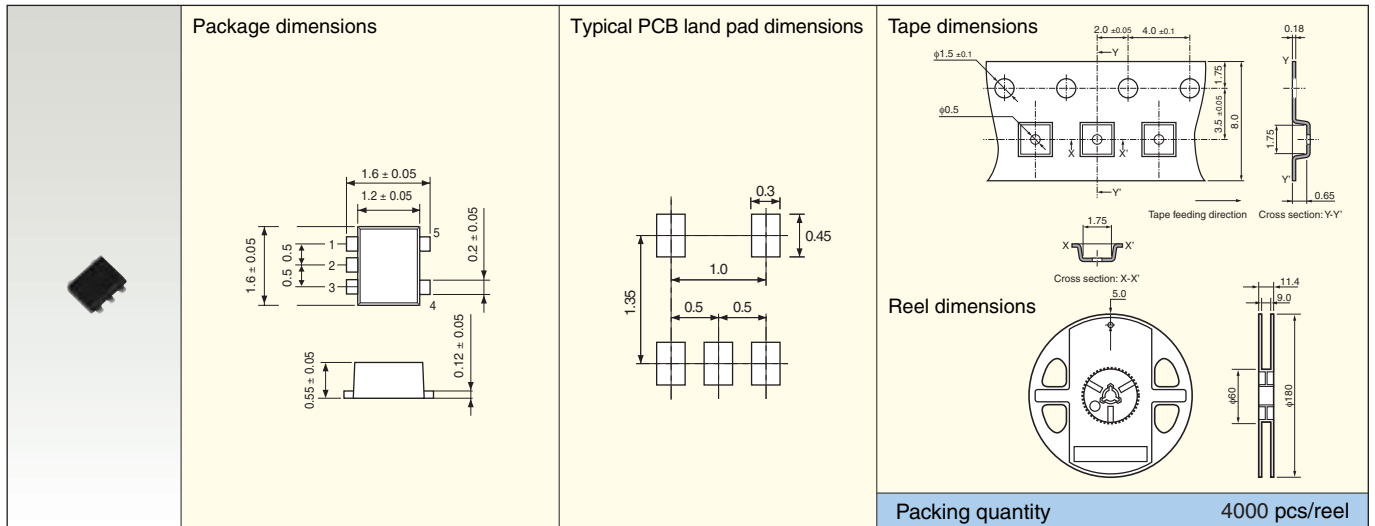 Package dimensions
1.6 ± 0.05
1.2 ± 0.05
1.6 ± 0.05
0.5
0.5
1
2
3
5
4
0.2 ± 0.05
0.55 ± 0.05
0.12 ± 0.05
Typical PCB land pad dimensions
0.3
0.45
1.0
1.35
0.5
0.5
Tape dimensions
2.0 ±0.05
4.0 ±0.1
0.18
φ1.5 ±0.1
Y
Y
1.75
φ0.5
3.5 ±0.05
8.0
1.75
X
X'
Y'
Y'
0.65
Tape feeding direction
Cross section: Y-Y'
1.75
X
X'
Cross section: X-X'
Reel dimensions
5.0
11.4
9.0
φ60
φ180
Packing quantity
4000 pcs/reel